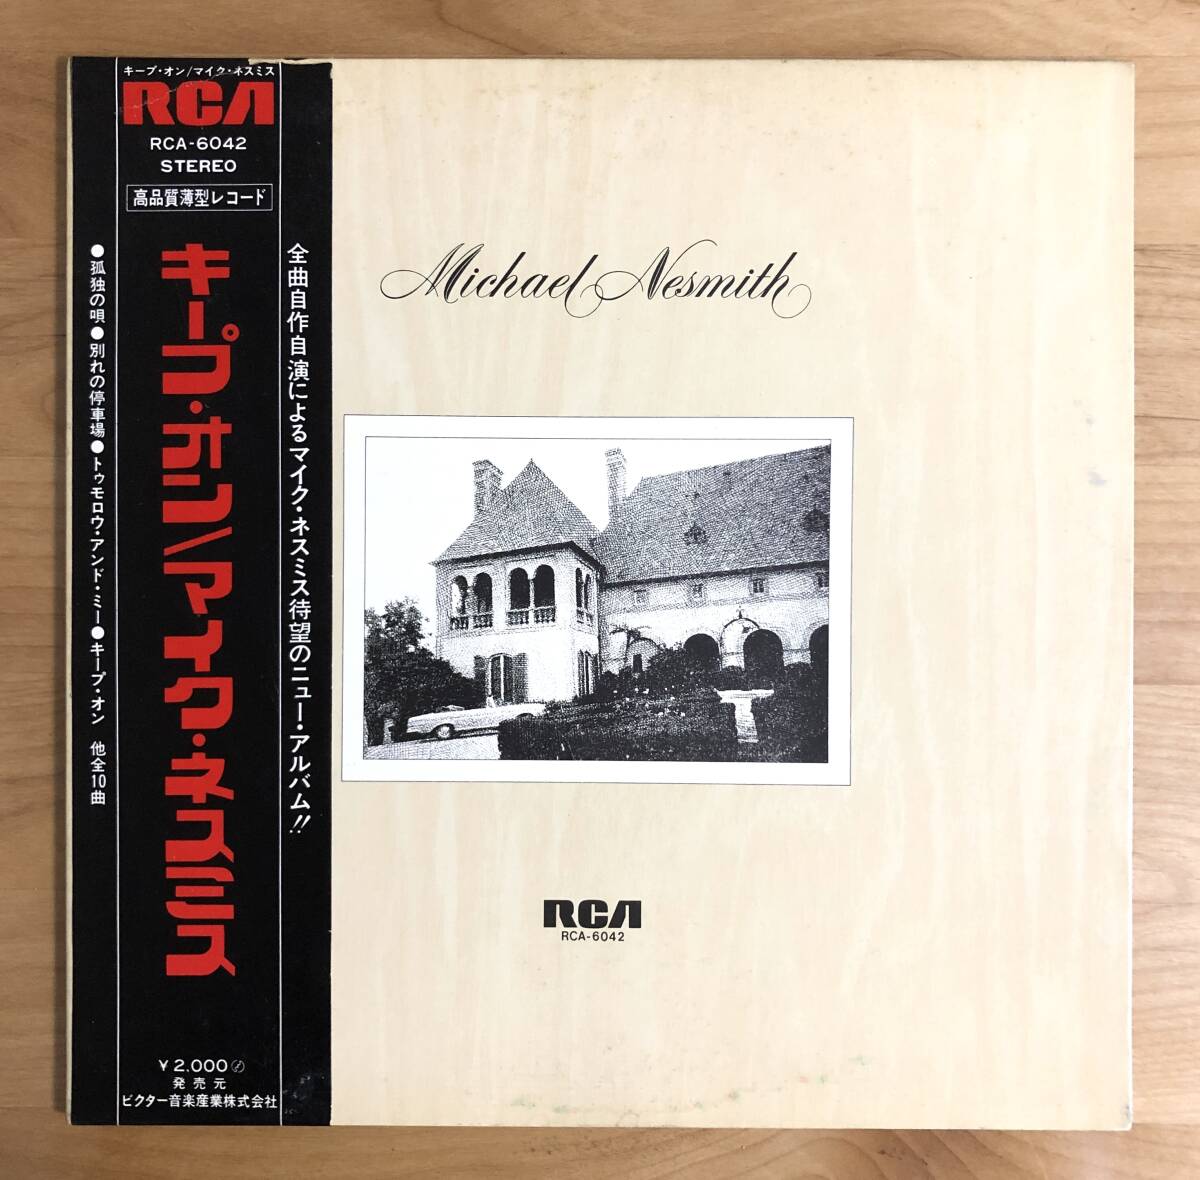 キープ・オン/マイク・ネスミス
RCA
RCA-6042
STEREO
高品質薄型レコード
全曲自作自演によるマイク・ネスミス待望のニュー・アルバム!!
キープ・オン/マイク・ネスミス
●孤独の唄●別れの停車場●トゥモロウ・アンド・ミー●キープ・オン 他全10曲
¥2.000
発売元
ビクター音楽産業株式会社
Michael Nesmith
RCA
RCA-6042